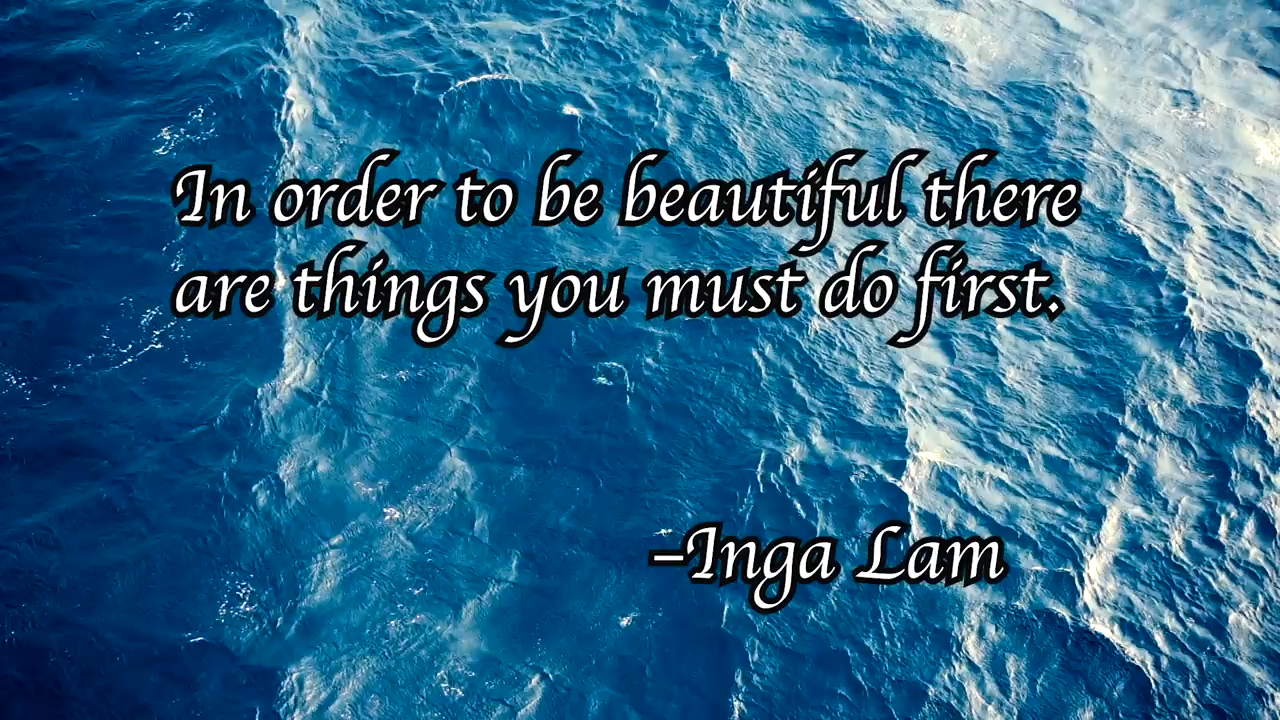 In order to be beautiful there
are things you must do first.
-Inga Lam